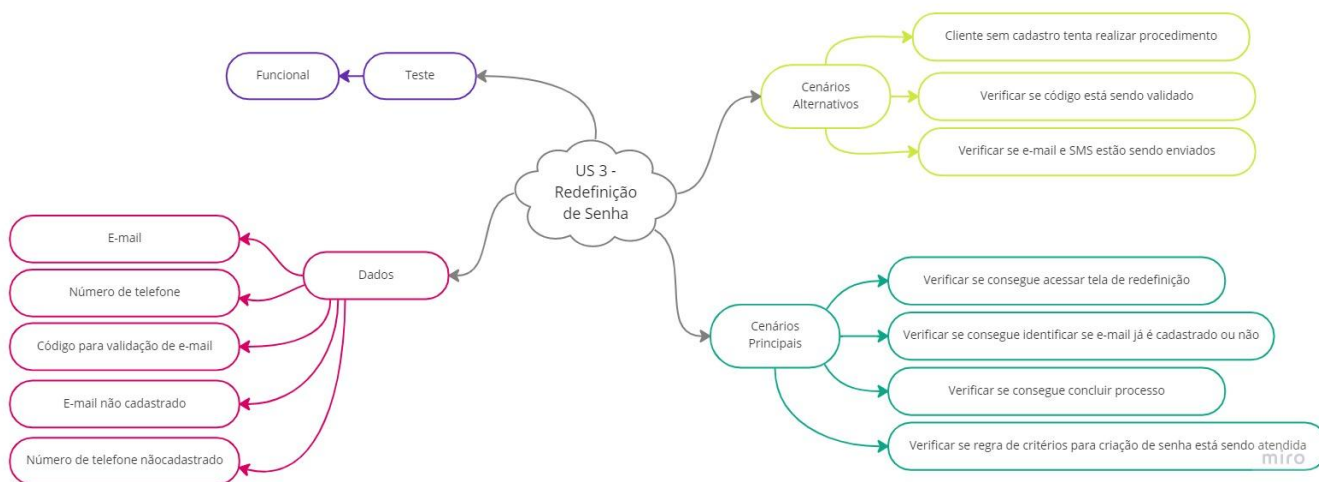 Cliente sem cadastro tenta realizar procedimento
Funcional
Teste
Cenários
Alternativos
Verificar se código está sendo validado
Verificar se e-mail e SMS estão sendo enviados
US 3 -
Redefinição
de Senha
E-mail
Dados
Número de telefone
Código para validação de e-mail
E-mail não cadastrado
Número de telefone nãocadastrado
Cenários
Principais
Verificar se consegue acessar tela de redefinição
Verificar se consegue identificar se e-mail já é cadastrado ou não
Verificar se consegue concluir processo
Verificar se regra de critérios para criação de senha está sendo atendida
miro